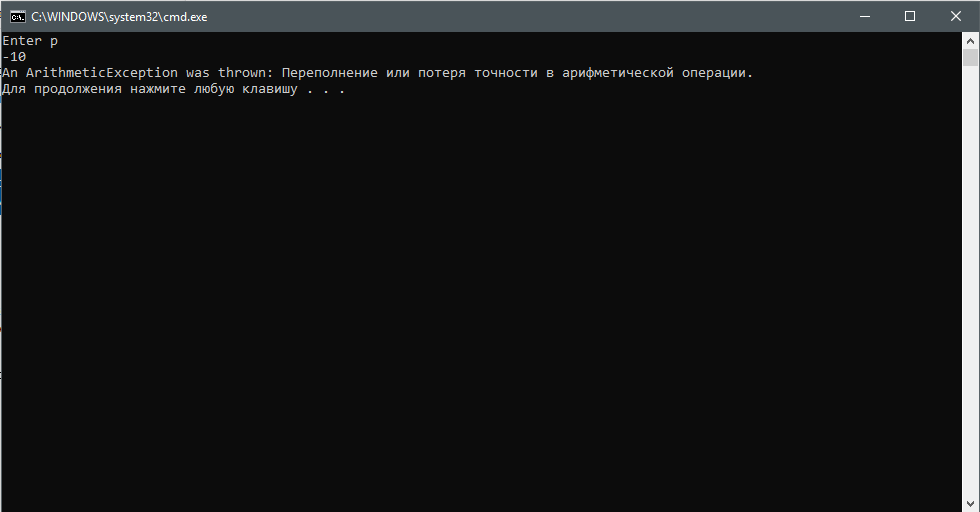 C:\WINDOWS\system32\cmd.exe
Enter p
-10
An ArithmeticException was thrown: Переполнение или потеря точности в арифметической операции.
Для продолжения нажмите любую клавишу . . .